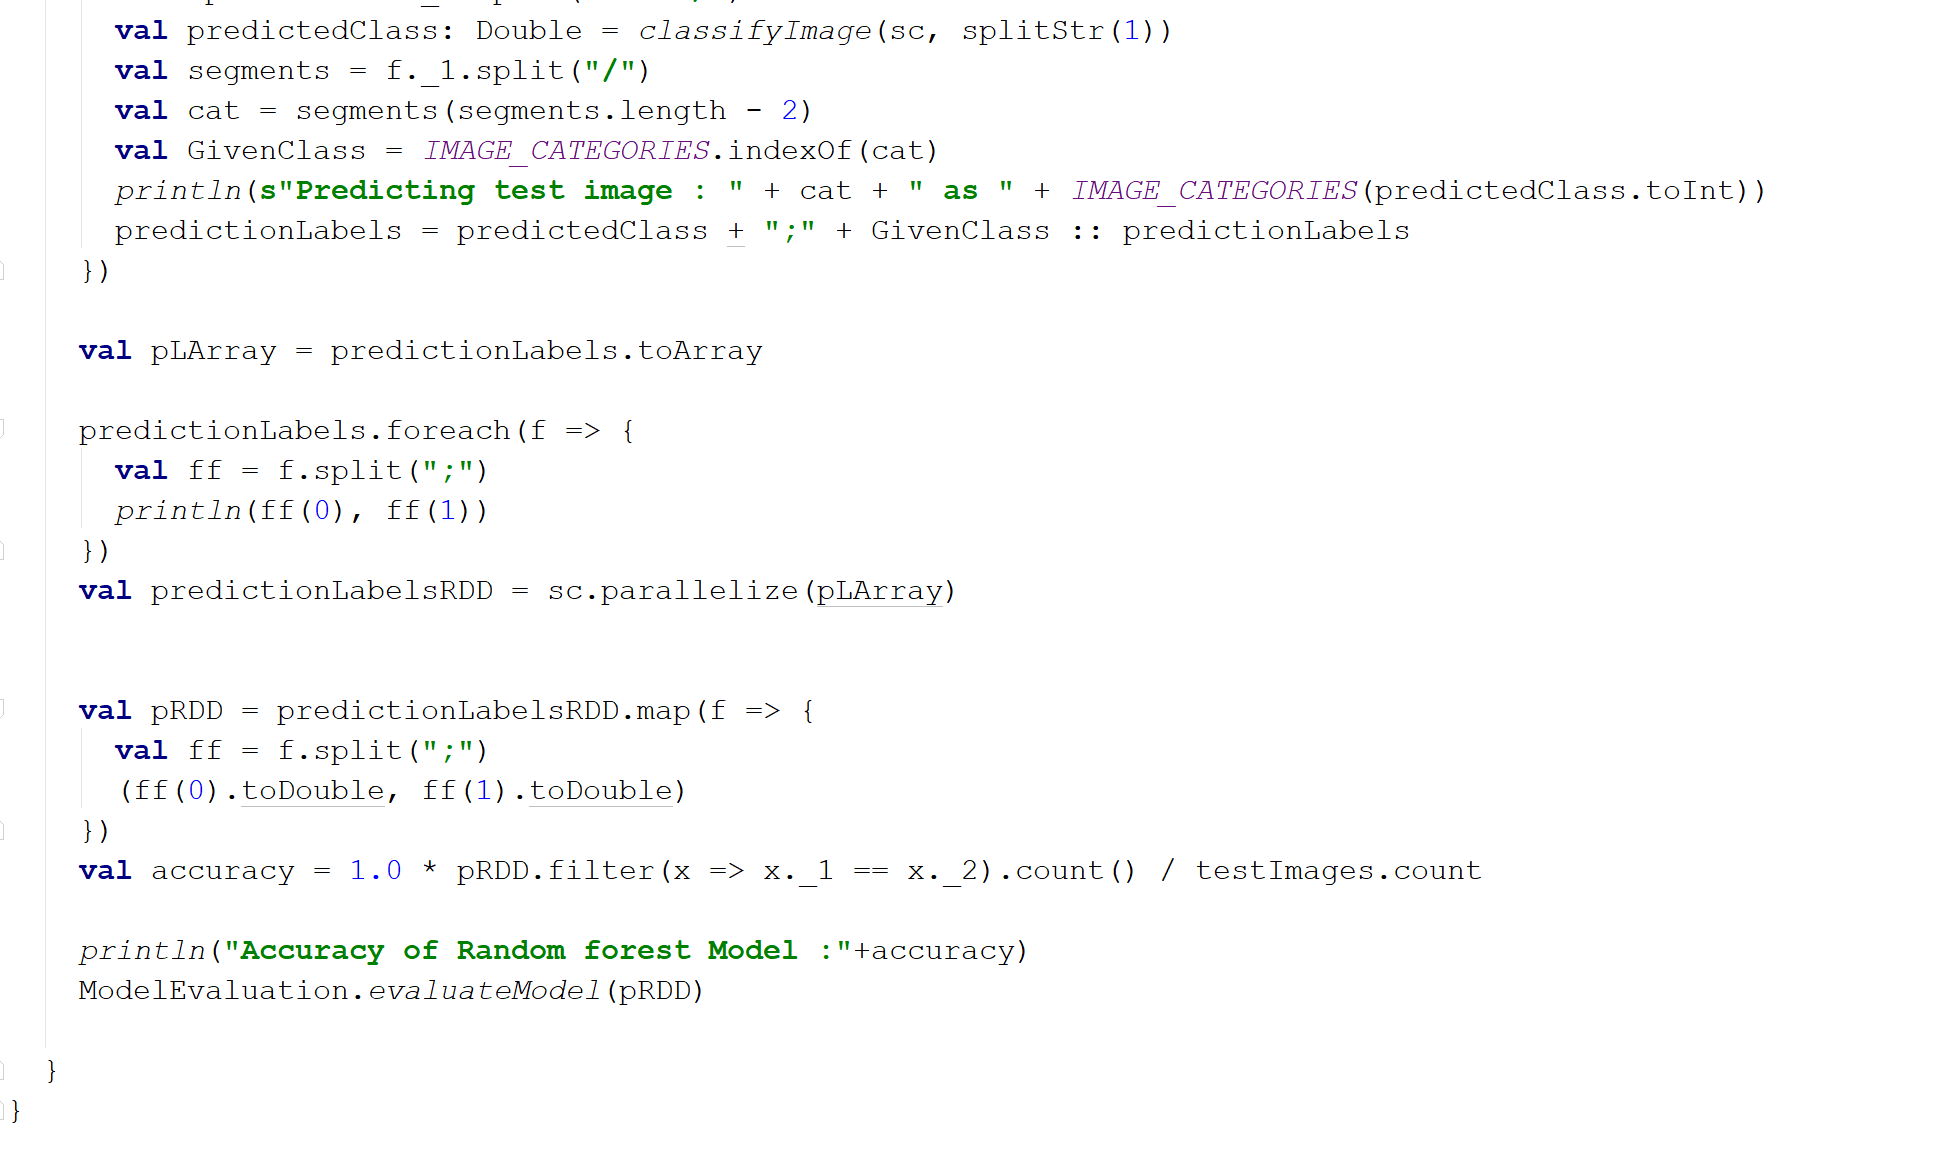 val predictedClass: Double = classifyImage(sc, splitStr(1))
val segments = f._1.split("/")
val cat = segments(segments.length - 2)
val GivenClass = IMAGE_CATEGORIES.indexOf(cat)
println(s"Predicting test image : " + cat + " as " + IMAGE_CATEGORIES(predictedClass.toInt))
predictionLabels = predictedClass + ";" + GivenClass :: predictionLabels
})
val pLArray = predictionLabels.toArray
predictionLabels.foreach(f => {
val ff = f.split(";")
println(ff(0), ff(1))
})
val predictionLabelsRDD = sc.parallelize(pLArray)
val pRDD = predictionLabelsRDD.map(f => {
val ff = f.split(";")
(ff(0).toDouble, ff(1).toDouble)
})
val accuracy = 1.0 * pRDD.filter(x => x._1 == x._2).count() / testImages.count
println("Accuracy of Random forest Model :"+accuracy)
ModelEvaluation.evaluateModel(pRDD)
}
}